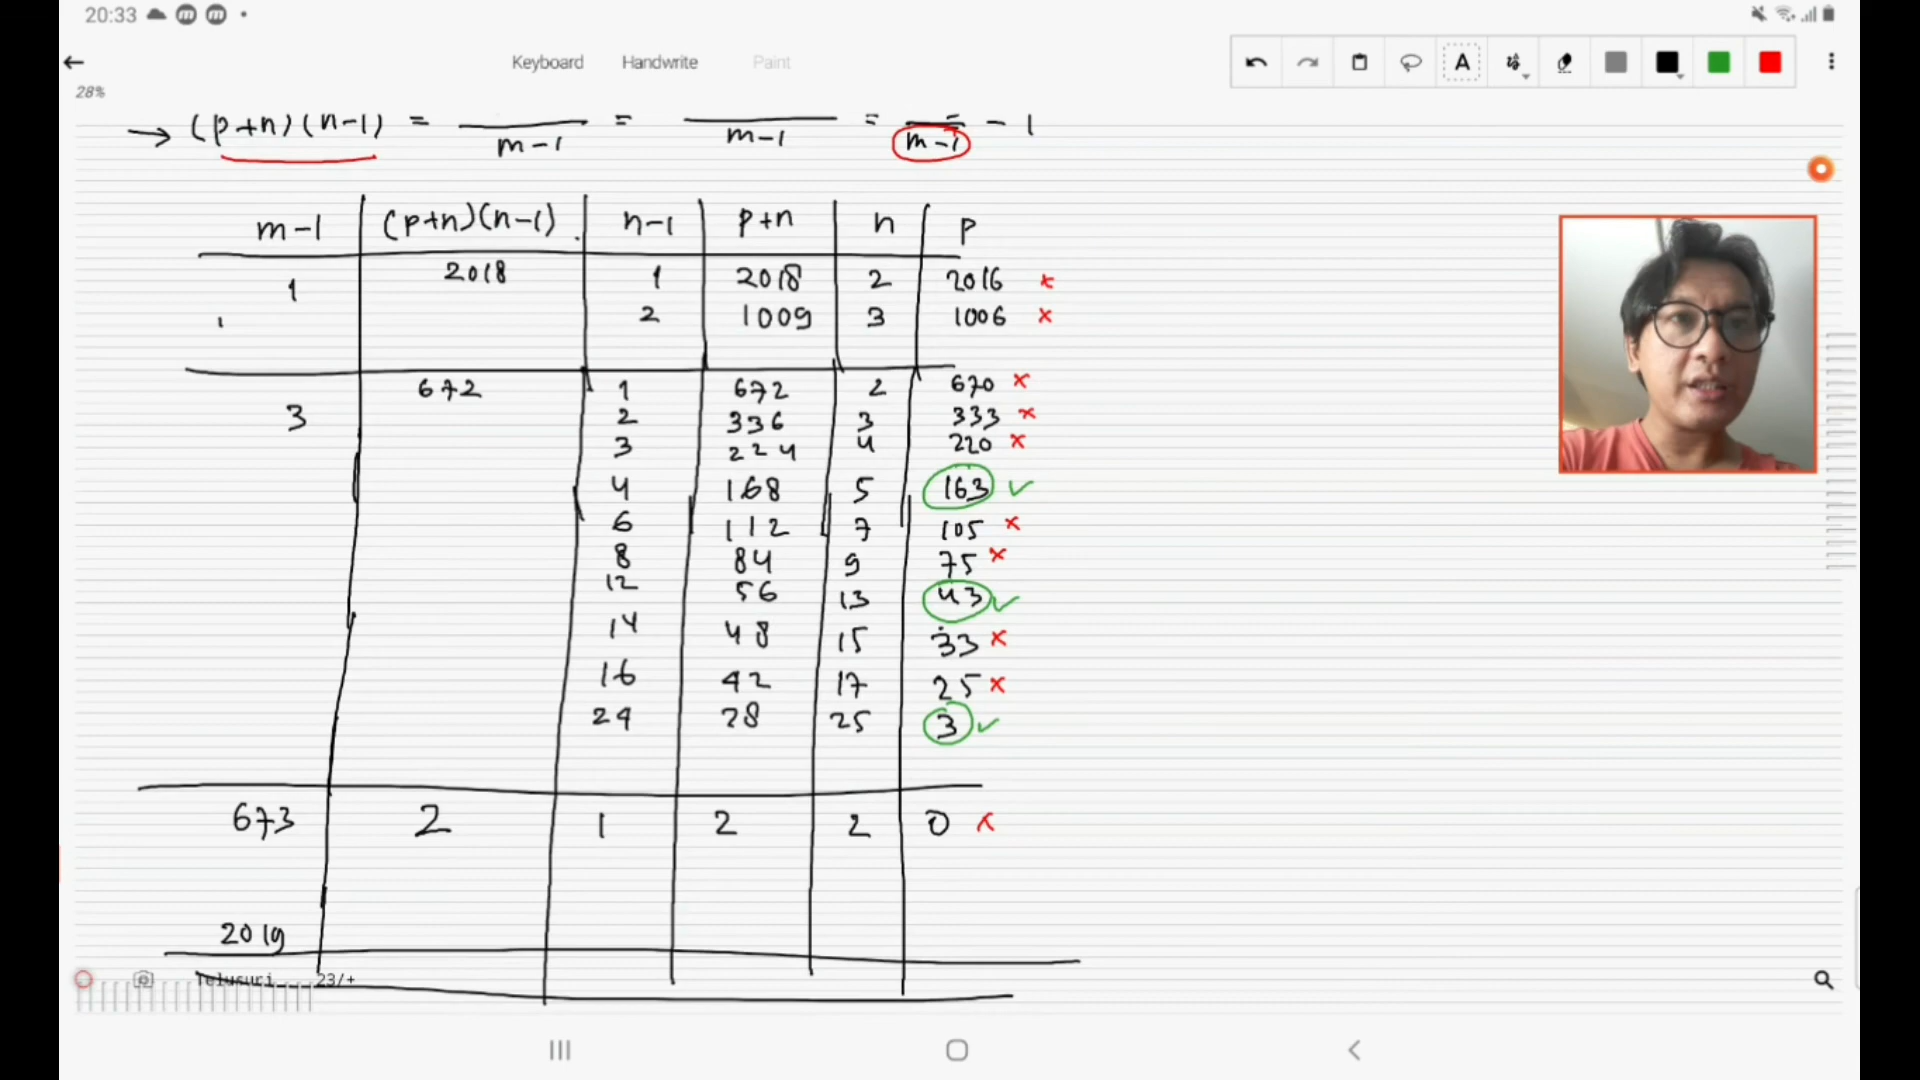 20:33
Keyboard Handwrite Paint
A
28%
→ (p+n)(n-1) = / m-1 = / m-1 = / m-1 - 1
m-1 (p+n)(n-1) n-1 p+n n p
1 2018 1 2018 2 2016 ×
2 1009 3 1006 ×
3 672 1 672 2 670 ×
2 336 3 333 ×
3 224 4 220 ×
4 168 5 163 ✓
6 112 7 105 ×
8 84 9 75 ×
12 56 13 43 ✓
14 48 15 33 ×
16 42 17 25 ×
24 28 25 3 ✓
673 2 1 2 2 0 ×
2019
Telusuri 23/+